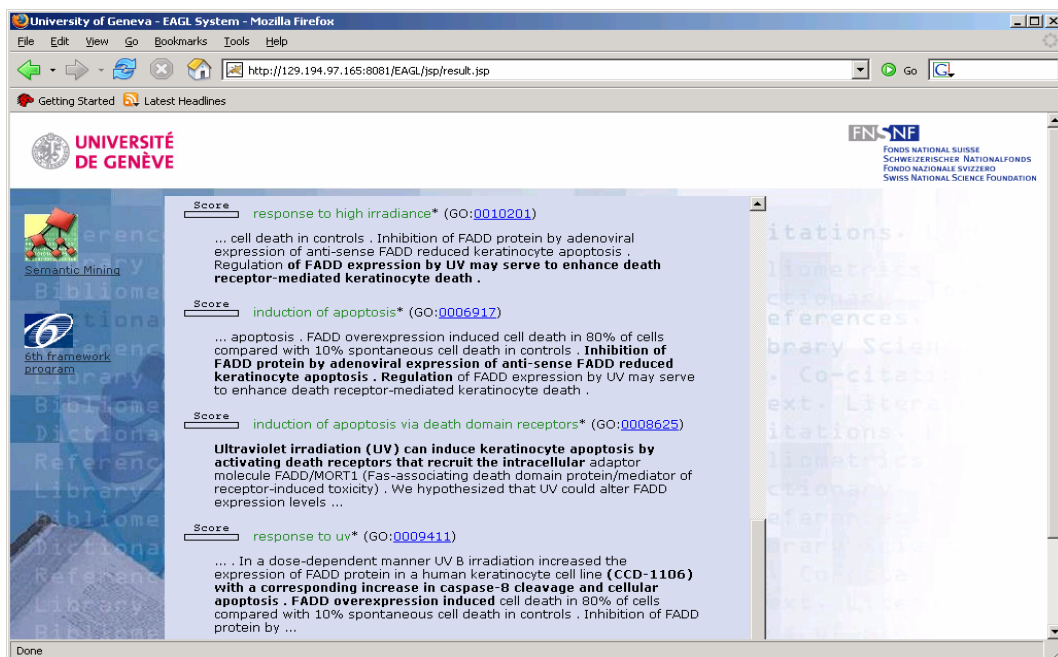 University of Geneva - EAGL System - Mozilla Firefox
File Edit View Go Bookmarks Tools Help
http://129.194.97.165:8081/EAGL/jsp/result.jsp
Go
G
Getting Started Latest Headlines
UNIVERSITÉ
DE GENÈVE
FNSNF
FONDS NATIONAL SUISSE
SCHWEIZERISCHER NATIONALFONDS
FONDO NAZIONALE SVIZZERO
SWISS NATIONAL SCIENCE FOUNDATION
Semantic Mining
6th framework
program
Score
response to high irradiance* (GO:0010201)
... cell death in controls . Inhibition of FADD protein by adenoviral
expression of anti-sense FADD reduced keratinocyte apoptosis .
Regulation of FADD expression by UV may serve to enhance death
receptor-mediated keratinocyte death .
Score
induction of apoptosis* (GO:0006917)
... apoptosis . FADD overexpression induced cell death in 80% of cells
compared with 10% spontaneous cell death in controls . Inhibition of
FADD protein by adenoviral expression of anti-sense FADD reduced
keratinocyte apoptosis . Regulation of FADD expression by UV may serve
to enhance death receptor-mediated keratinocyte death .
Score
induction of apoptosis via death domain receptors* (GO:0008625)
Ultraviolet irradiation (UV) can induce keratinocyte apoptosis by
activating death receptors that recruit the intracellular adaptor
molecule FADD/MORT1 (Fas-associating death domain protein/mediator of
receptor-induced toxicity) . We hypothesized that UV could alter FADD
expression levels ...
Score
response to uv* (GO:0009411)
... . In a dose-dependent manner UV B irradiation increased the
expression of FADD protein in a human keratinocyte cell line (CCD-1106)
with a corresponding increase in caspase-8 cleavage and cellular
apoptosis . FADD overexpression induced cell death in 80% of cells
compared with 10% spontaneous cell death in controls . Inhibition of FADD
protein by ...
Done